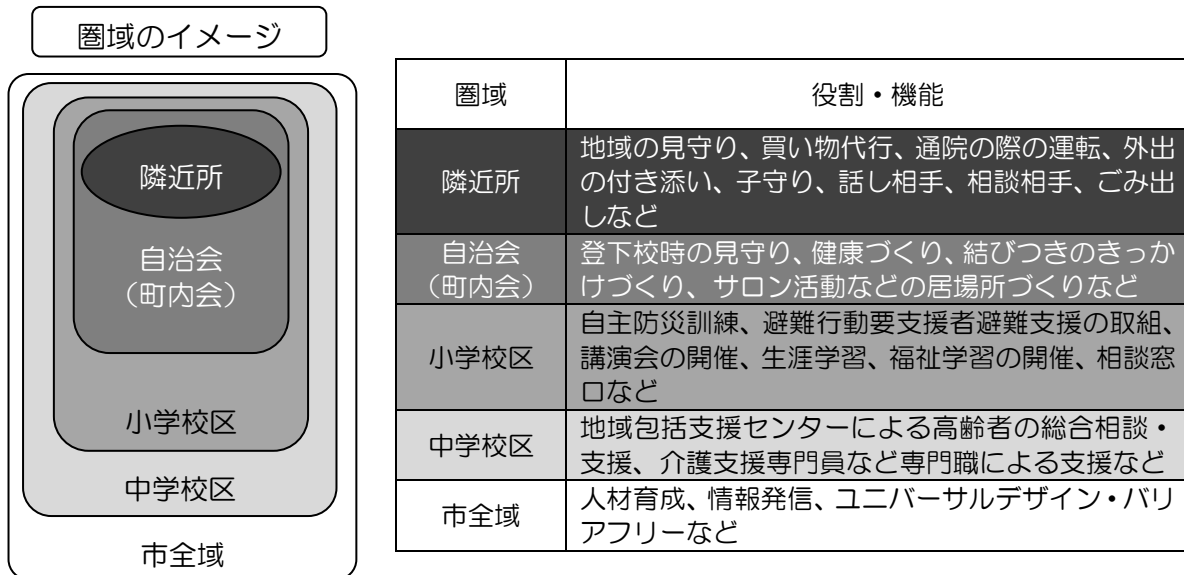 圏域のイメージ
隣近所
自治会
（町内会）
小学校区
中学校区
市全域
圏域
役割・機能
隣近所
地域の見守り、買い物代行、通院の際の運転、外出
の付き添い、子守り、話し相手、相談相手、ごみ出
しなど
自治会
（町内会）
登下校時の見守り、健康づくり、結びつきのきっか
けづくり、サロン活動などの居場所づくりなど
小学校区
自主防災訓練、避難行動要支援者避難支援の取組、
講演会の開催、生涯学習、福祉学習の開催、相談窓
口など
中学校区
地域包括支援センターによる高齢者の総合相談・
支援、介護支援専門員など専門職による支援など
市全域
人材育成、情報発信、ユニバーサルデザイン・バリ
アフリーなど